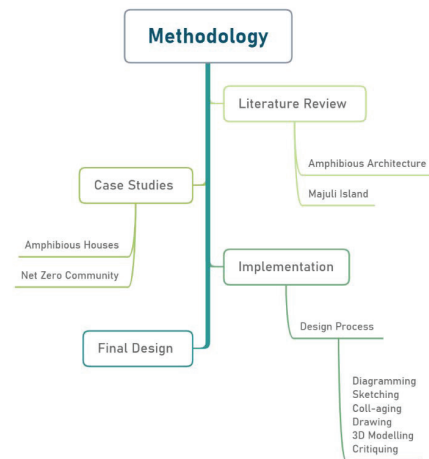 Methodology
Literature Review
Amphibious Architecture
Majuli Island
Case Studies
Amphibious Houses
Net Zero Community
Implementation
Design Process
Diagramming
Sketching
Coll-aging
Drawing
3D Modelling
Critiquing
Final Design